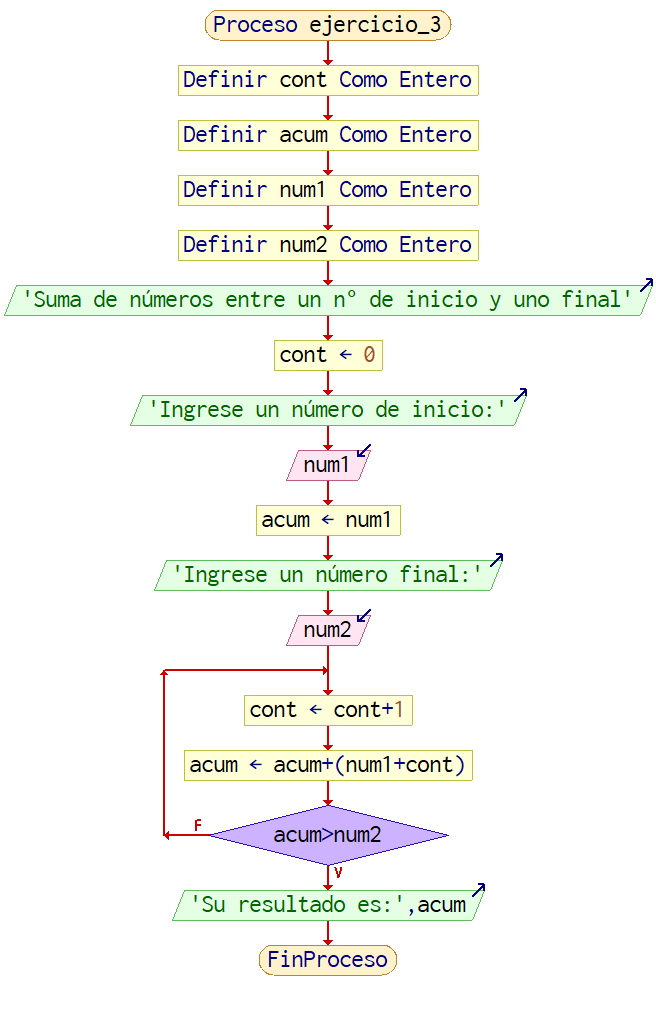 Proceso ejercicio_3
Definir cont Como Entero
Definir acum Como Entero
Definir num1 Como Entero
Definir num2 Como Entero
'Suma de números entre un n° de inicio y uno final'
cont ← 0
'Ingrese un número de inicio:'
num1
acum ← num1
'Ingrese un número final:'
num2
cont ← cont+1
acum ← acum+(num1+cont)
F
acum>num2
V
'Su resultado es:',acum
FinProceso